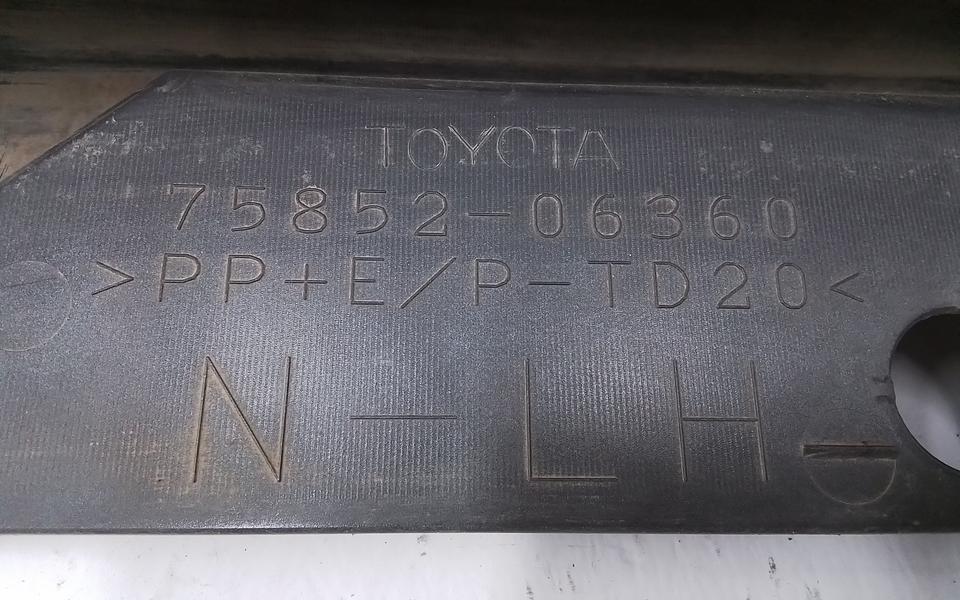 TOYOTA
75852-06360
>PP+E/P-TD20<
N-LH